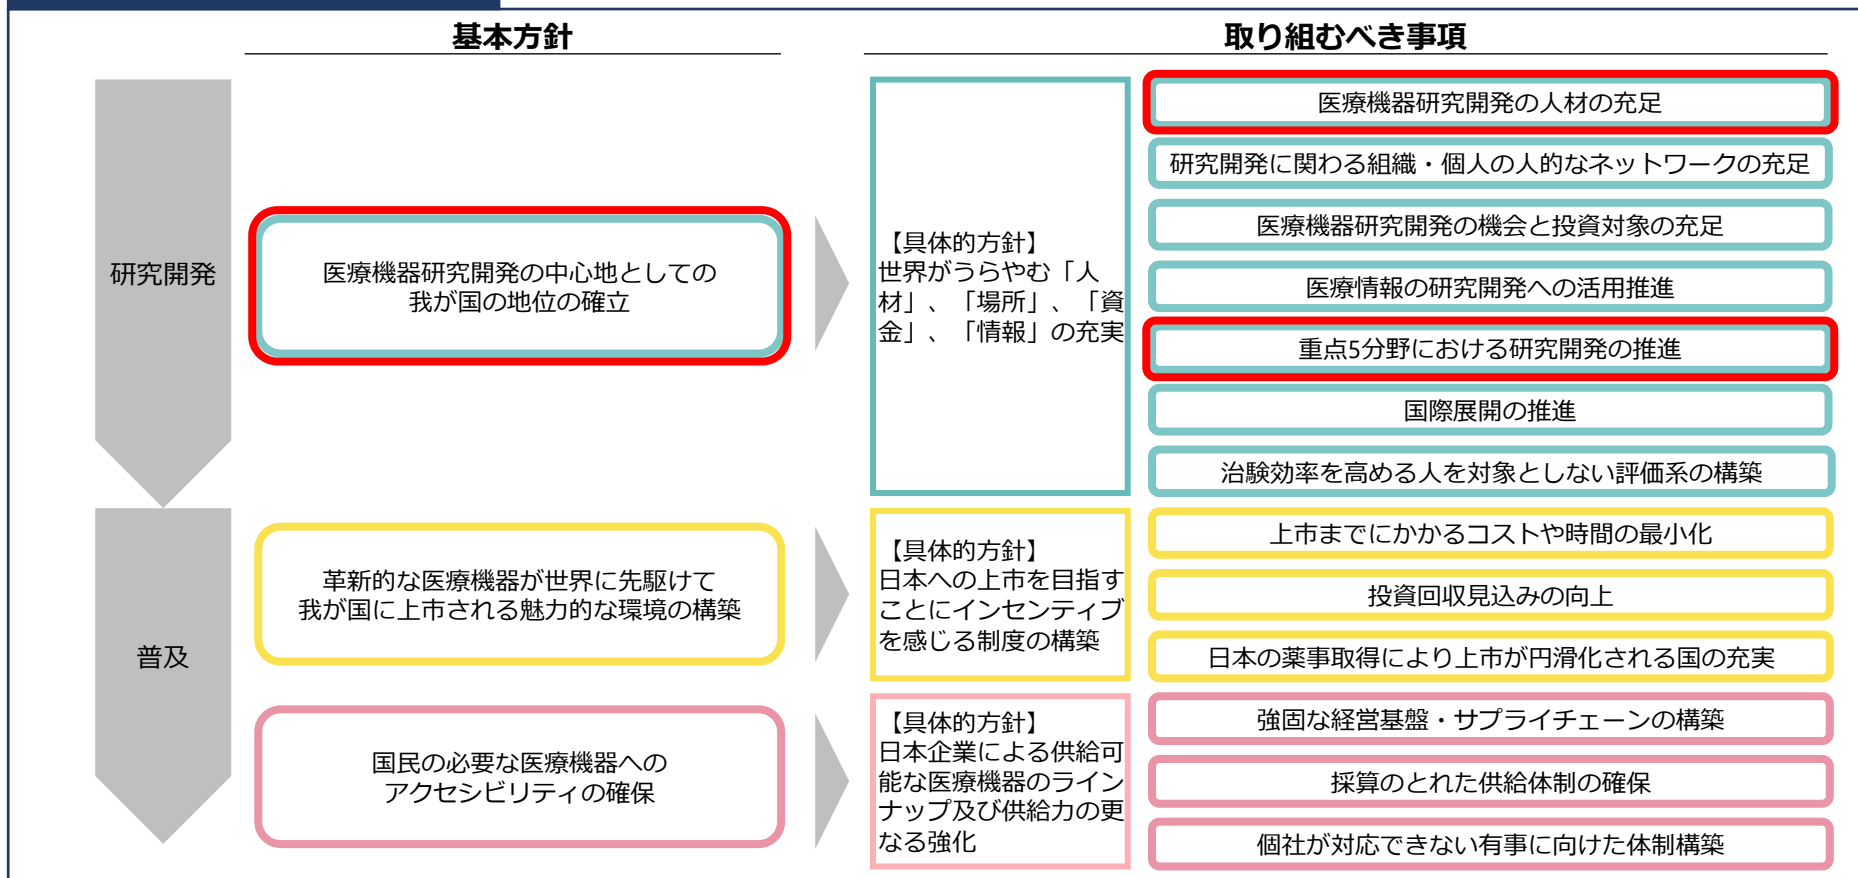 基本方針
取り組むべき事項
研究開発
医療機器研究開発の中心地としての
我が国の地位の確立
【具体的方針】
世界がうらやむ「人
材」、「場所」、「資
金」、「情報」の充実
医療機器研究開発の人材の充足
研究開発に関わる組織・個人の人的なネットワークの充足
医療機器研究開発の機会と投資対象の充足
医療情報の研究開発への活用推進
重点5分野における研究開発の推進
国際展開の推進
治験効率を高める人を対象としない評価系の構築
普及
革新的な医療機器が世界に先駆けて
我が国に上市される魅力的な環境の構築
【具体的方針】
日本への上市を目指す
ことにインセンティブ
を感じる制度の構築
上市までにかかるコストや時間の最小化
投資回収見込みの向上
日本の薬事取得により上市が円滑化される国の充実
国民の必要な医療機器への
アクセシビリティの確保
【具体的方針】
日本企業による供給可
能な医療機器のライン
ナップ及び供給力の更
なる強化
強固な経営基盤・サプライチェーンの構築
採算のとれた供給体制の確保
個社が対応できない有事に向けた体制構築